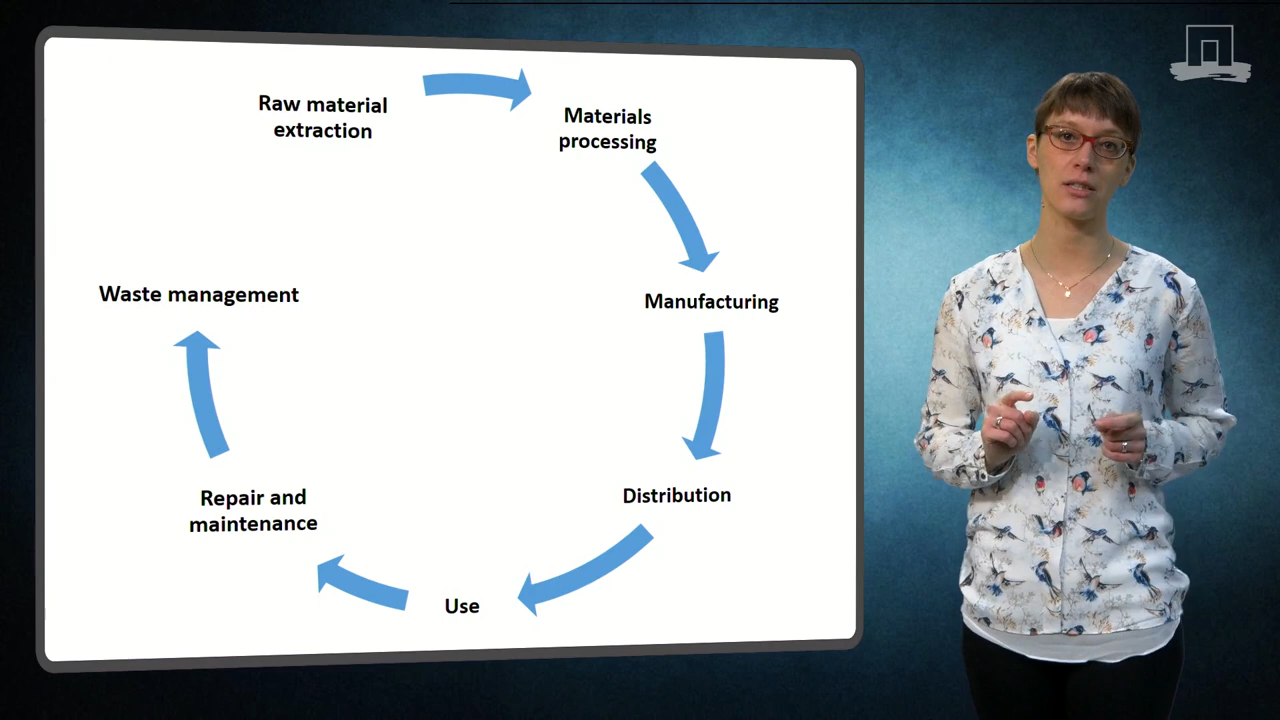 Raw material
extraction
Materials
processing
Manufacturing
Distribution
Use
Repair and
maintenance
Waste management